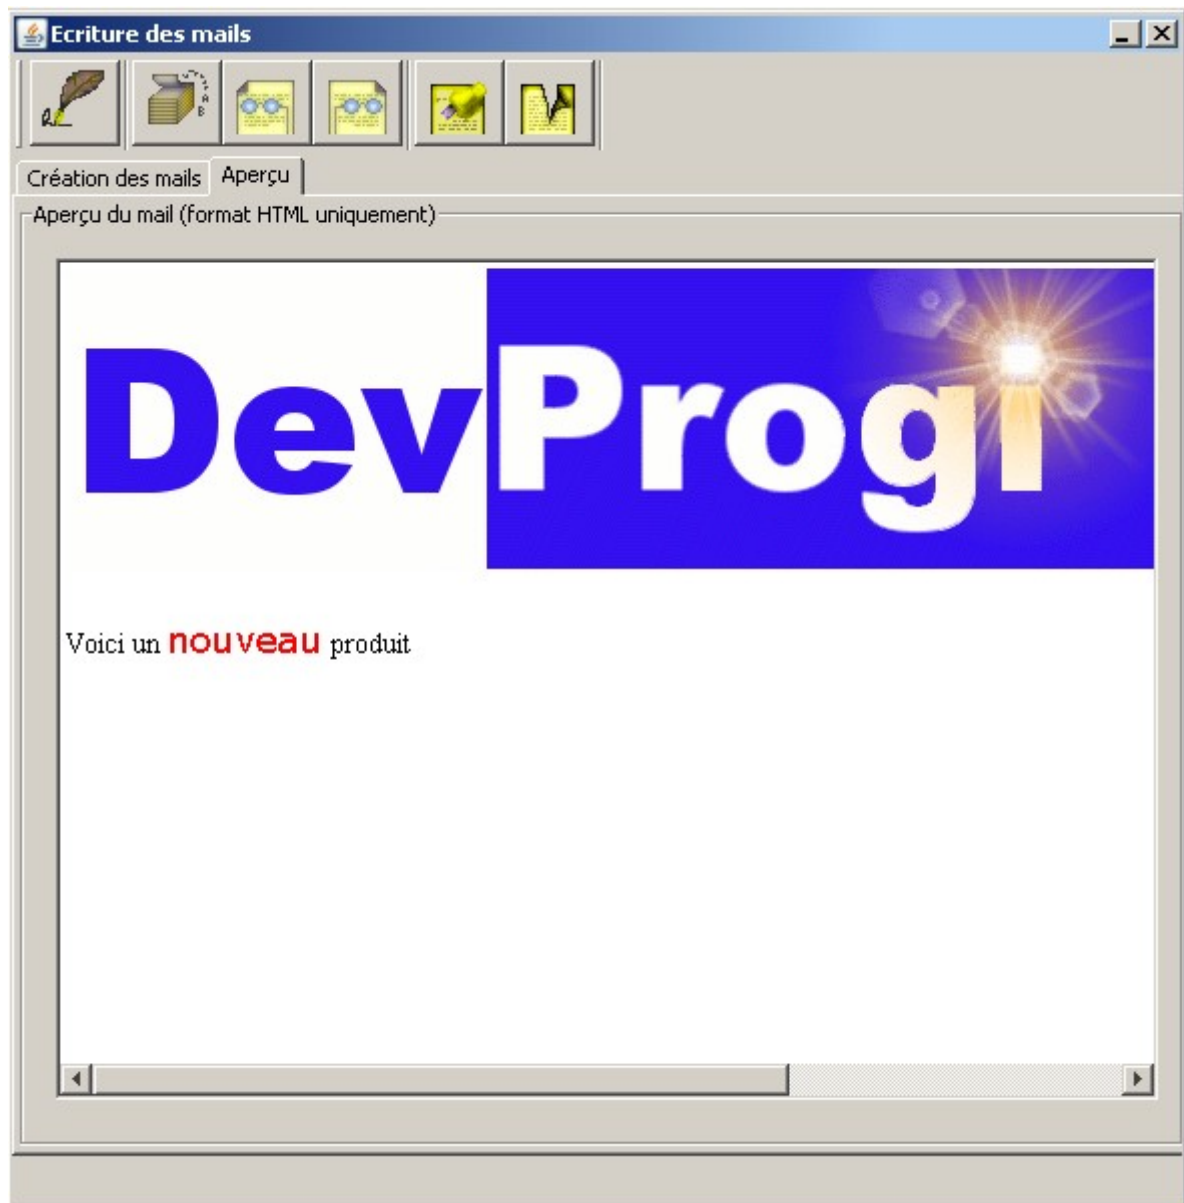 Ecriture des mails
A
B
Création des mails Aperçu
Aperçu du mail (format HTML uniquement)
DevProgi
Voici un nouveau produit